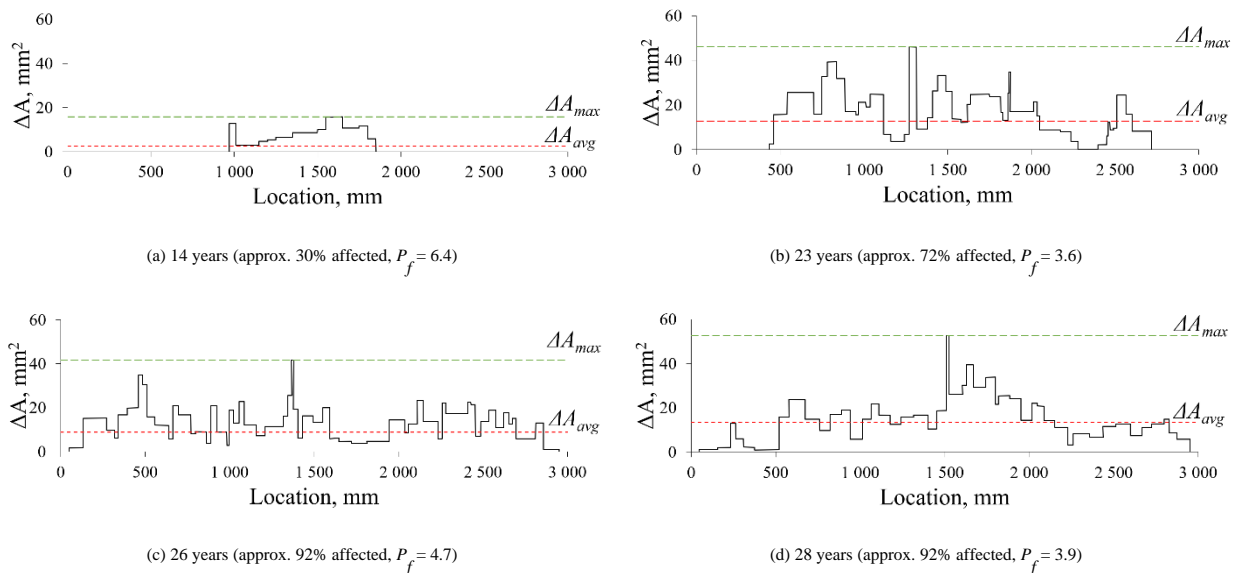 60
40
20
0
ΔA, mm²
ΔA_max
ΔA_avg
0 500 1 000 1 500 2 000 2 500 3 000
Location, mm
(a) 14 years (approx. 30% affected, P_f = 6.4)
60
40
20
0
ΔA, mm²
ΔA_max
ΔA_avg
0 500 1 000 1 500 2 000 2 500 3 000
Location, mm
(b) 23 years (approx. 72% affected, P_f = 3.6)
60
40
20
0
ΔA, mm²
ΔA_max
ΔA_avg
0 500 1 000 1 500 2 000 2 500 3 000
Location, mm
(c) 26 years (approx. 92% affected, P_f = 4.7)
60
40
20
0
ΔA, mm²
ΔA_max
ΔA_avg
0 500 1 000 1 500 2 000 2 500 3 000
Location, mm
(d) 28 years (approx. 92% affected, P_f = 3.9)